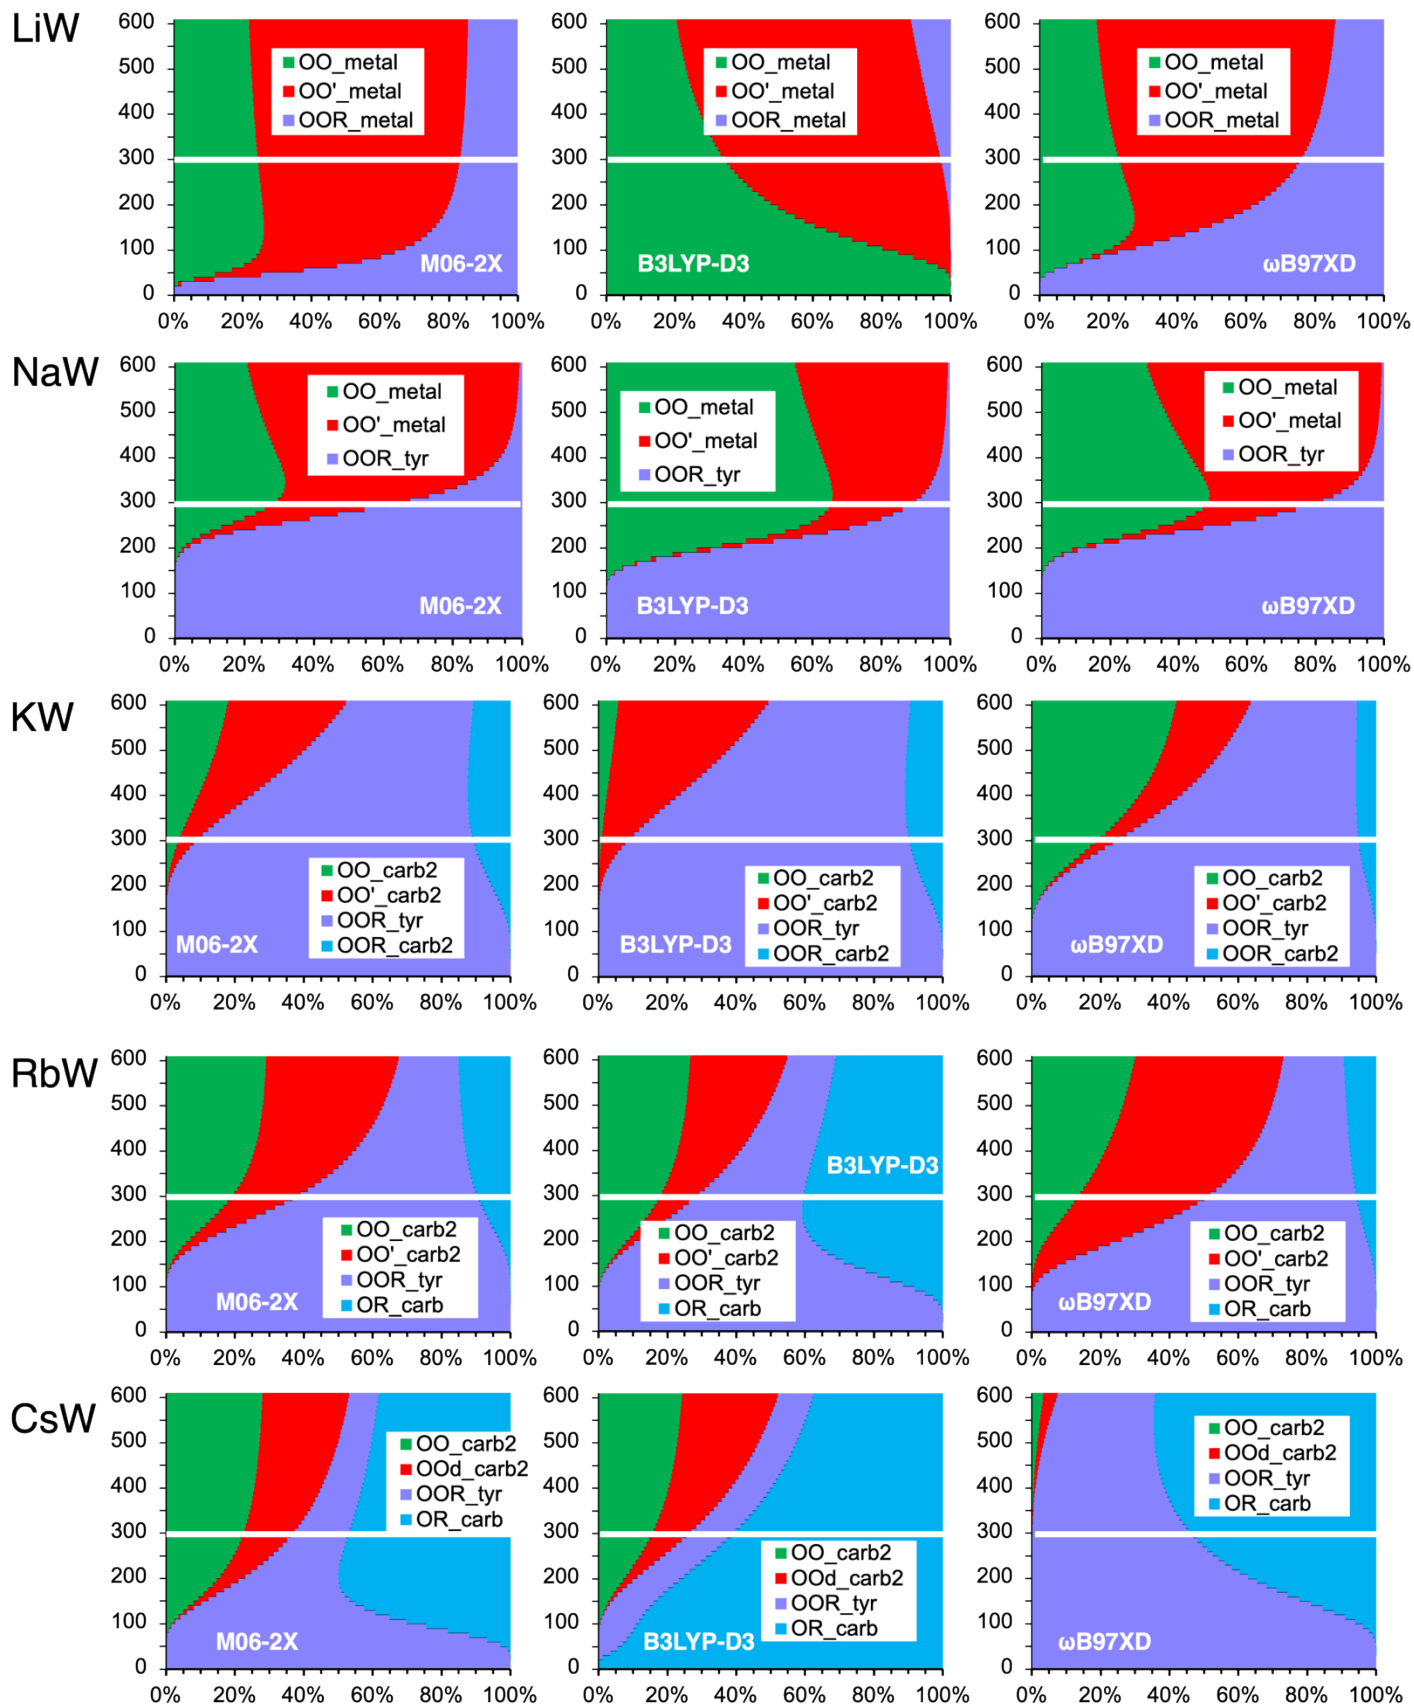 LiW
600
500
400
300
200
100
0
OO_metal
OO'_metal
OOR_metal
M06-2X
0% 20% 40% 60% 80% 100%
600
500
400
300
200
100
0
OO_metal
OO'_metal
OOR_metal
B3LYP-D3
0% 20% 40% 60% 80% 100%
600
500
400
300
200
100
0
OO_metal
OO'_metal
OOR_metal
ωB97XD
0% 20% 40% 60% 80% 100%
NaW
600
500
400
300
200
100
0
OO_metal
OO'_metal
OOR_tyr
M06-2X
0% 20% 40% 60% 80% 100%
600
500
400
300
200
100
0
OO_metal
OO'_metal
OOR_tyr
B3LYP-D3
0% 20% 40% 60% 80% 100%
600
500
400
300
200
100
0
OO_metal
OO'_metal
OOR_tyr
ωB97XD
0% 20% 40% 60% 80% 100%
KW
600
500
400
300
200
100
0
OO_carb2
OO'_carb2
OOR_tyr
OOR_carb2
M06-2X
0% 20% 40% 60% 80% 100%
600
500
400
300
200
100
0
OO_carb2
OO'_carb2
OOR_tyr
OOR_carb2
B3LYP-D3
0% 20% 40% 60% 80% 100%
600
500
400
300
200
100
0
OO_carb2
OO'_carb2
OOR_tyr
OOR_carb2
ωB97XD
0% 20% 40% 60% 80% 100%
RbW
600
500
400
300
200
100
0
OO_carb2
OO'_carb2
OOR_tyr
OR_carb
M06-2X
0% 20% 40% 60% 80% 100%
600
500
400
300
200
100
0
B3LYP-D3
OO_carb2
OO'_carb2
OOR_tyr
OR_carb
0% 20% 40% 60% 80% 100%
600
500
400
300
200
100
0
OO_carb2
OO'_carb2
OOR_tyr
OR_carb
ωB97XD
0% 20% 40% 60% 80% 100%
CsW
600
500
400
300
200
100
0
OO_carb2
OOd_carb2
OOR_tyr
OR_carb
M06-2X
0% 20% 40% 60% 80% 100%
600
500
400
300
200
100
0
OO_carb2
OOd_carb2
OOR_tyr
OR_carb
B3LYP-D3
0% 20% 40% 60% 80% 100%
600
500
400
300
200
100
0
OO_carb2
OOd_carb2
OOR_tyr
OR_carb
ωB97XD
0% 20% 40% 60% 80% 100%